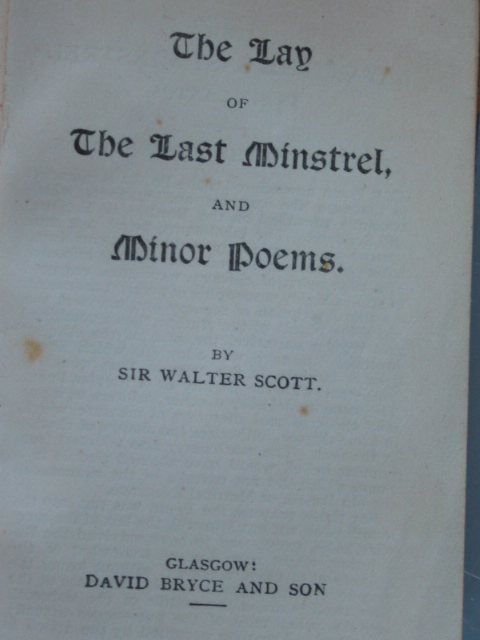 The Lay
OF
The Last Minstrel,
AND
Minor Poems.
BY
SIR WALTER SCOTT.
GLASGOW:
DAVID BRYCE AND SON